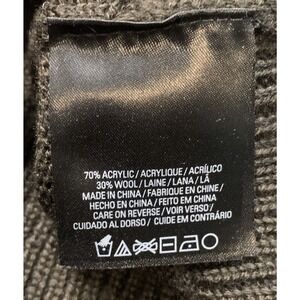 70% ACRYLIC / ACRYLIQUE / ACRÍLICO
30% WOOL / LAINE / LANA / LÃ
MADE IN CHINA / FABRIQUE EN CHINE /
HECHO EN CHINA / FEITO EM CHINA
CARE ON REVERSE / VOIR VERSO /
CUIDADO AL DORSO / CUIDE EM CONTRÁRIO